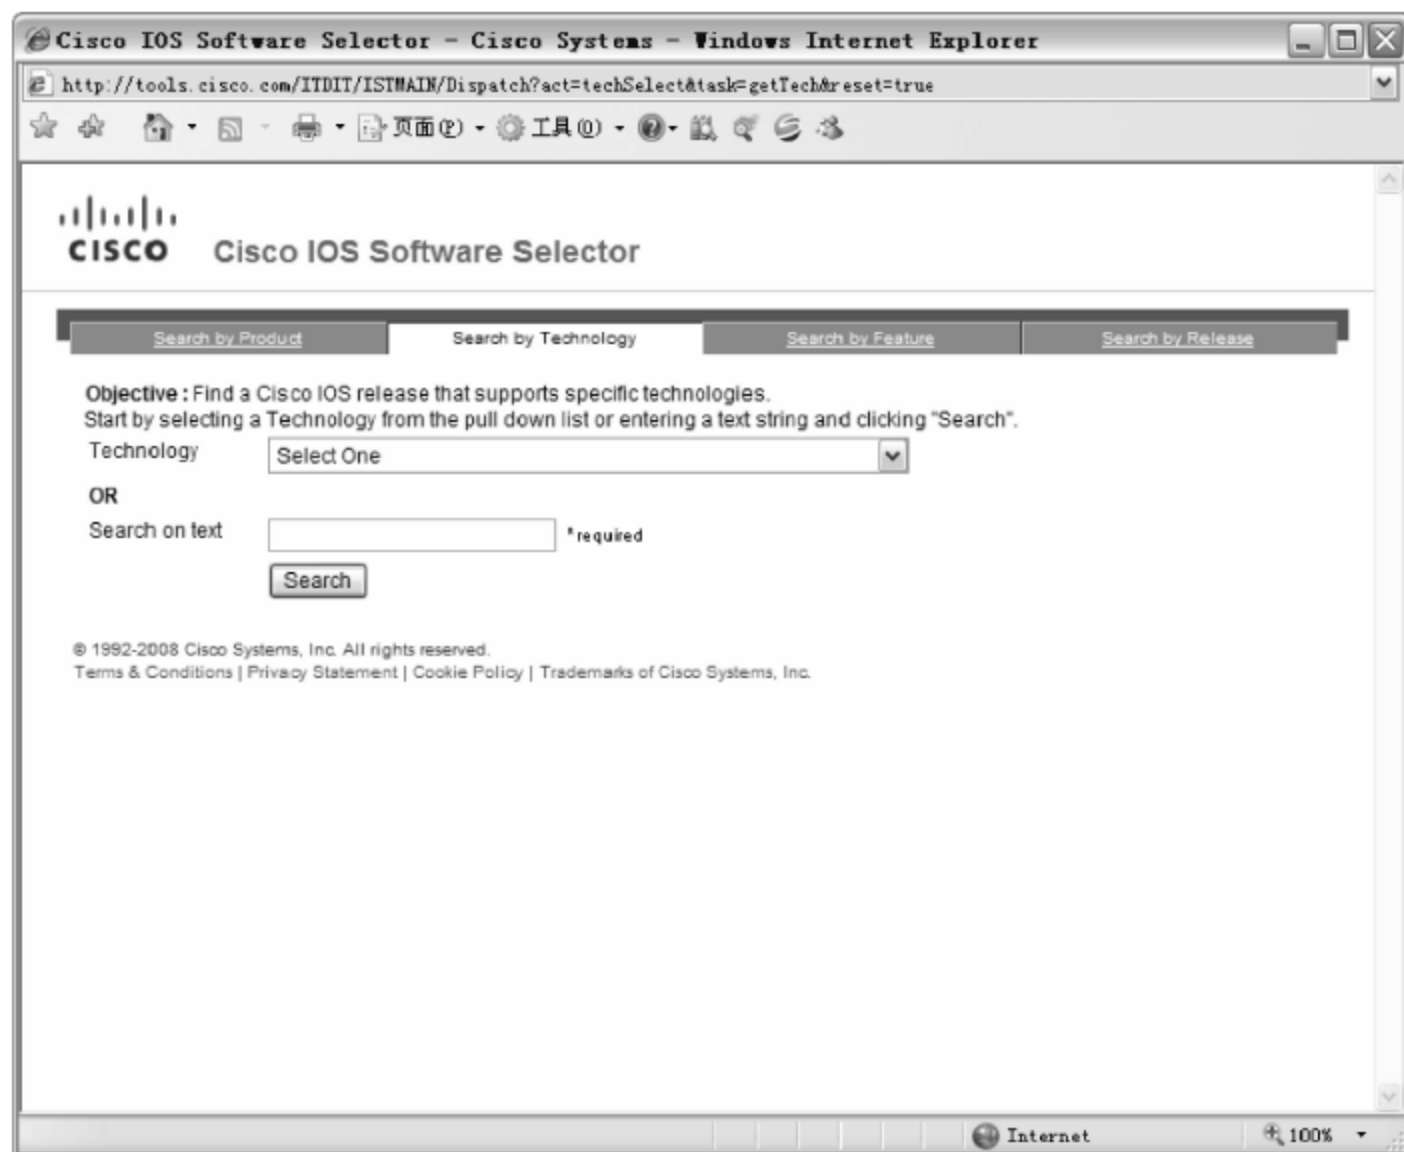 Cisco IOS Software Selector - Cisco Systems - Windows Internet Explorer
http://tools.cisco.com/ITDIT/ISTMAIN/Dispatch?act=techSelect&task=getTech&reset=true
页面(P) 工具(O)
CISCO Cisco IOS Software Selector
Search by Product Search by Technology Search by Feature Search by Release
Objective : Find a Cisco IOS release that supports specific technologies.
Start by selecting a Technology from the pull down list or entering a text string and clicking "Search".
Technology Select One
OR
Search on text *required
Search
© 1992-2008 Cisco Systems, Inc. All rights reserved.
Terms & Conditions | Privacy Statement | Cookie Policy | Trademarks of Cisco Systems, Inc.
Internet 100%